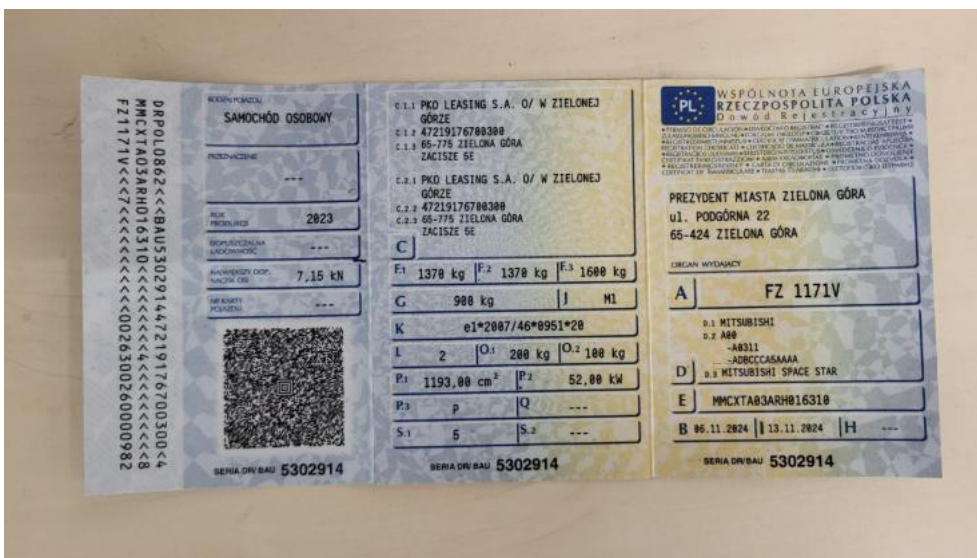 DRPOLD0862<<BAU53029144721917670030​0<4
MMCXTA03ARH016310<<<<<<<4<<<<<<<<8
FZ1171V<<<7<<<<<<<<002630026000​0982
RODZAJ POJAZDU
SAMOCHÓD OSOBOWY
PRZEZNACZENIE
---
ROK PRODUKCJI
2023
DOPUSZCZALNA ŁADOWNOŚĆ
---
NAJWIĘKSZY DOP. NACISK OSI
7,15 kN
NR KARTY POJAZDU
---
SERIA DR/BAU 5302914
C.1.1 PKO LEASING S.A. O/ W ZIELONEJ
GÓRZE
C.1.2 47219176700300
C.1.3 65-775 ZIELONA GÓRA
ZACISZE 5E
C.2.1 PKO LEASING S.A. O/ W ZIELONEJ
GÓRZE
C.2.2 47219176700300
C.2.3 65-775 ZIELONA GÓRA
ZACISZE 5E
C
F.1 1370 kg F.2 1370 kg F.3 1600 kg
G 900 kg J M1
K e1*2007/46*0951*20
L 2 O.1 200 kg O.2 100 kg
P.1 1193,00 cm³ P.2 52,00 kW
P.3 P Q ---
S.1 5 S.2 ---
SERIA DR/BAU 5302914
PL
WSPÓLNOTA EUROPEJSKA
RZECZPOSPOLITA POLSKA
Dowód Rejestracyjny
PREZYDENT MIASTA ZIELONA GÓRA
ul. PODGÓRNA 22
65-424 ZIELONA GÓRA
ORGAN WYDAJĄCY
A FZ 1171V
D.1 MITSUBISHI
D.2 A00
-A0311
-ADBCCCA5AAAA
D D.3 MITSUBISHI SPACE STAR
E MMCXTA03ARH016310
B 06.11.2024 I 13.11.2024 H ---
SERIA DR/BAU 5302914